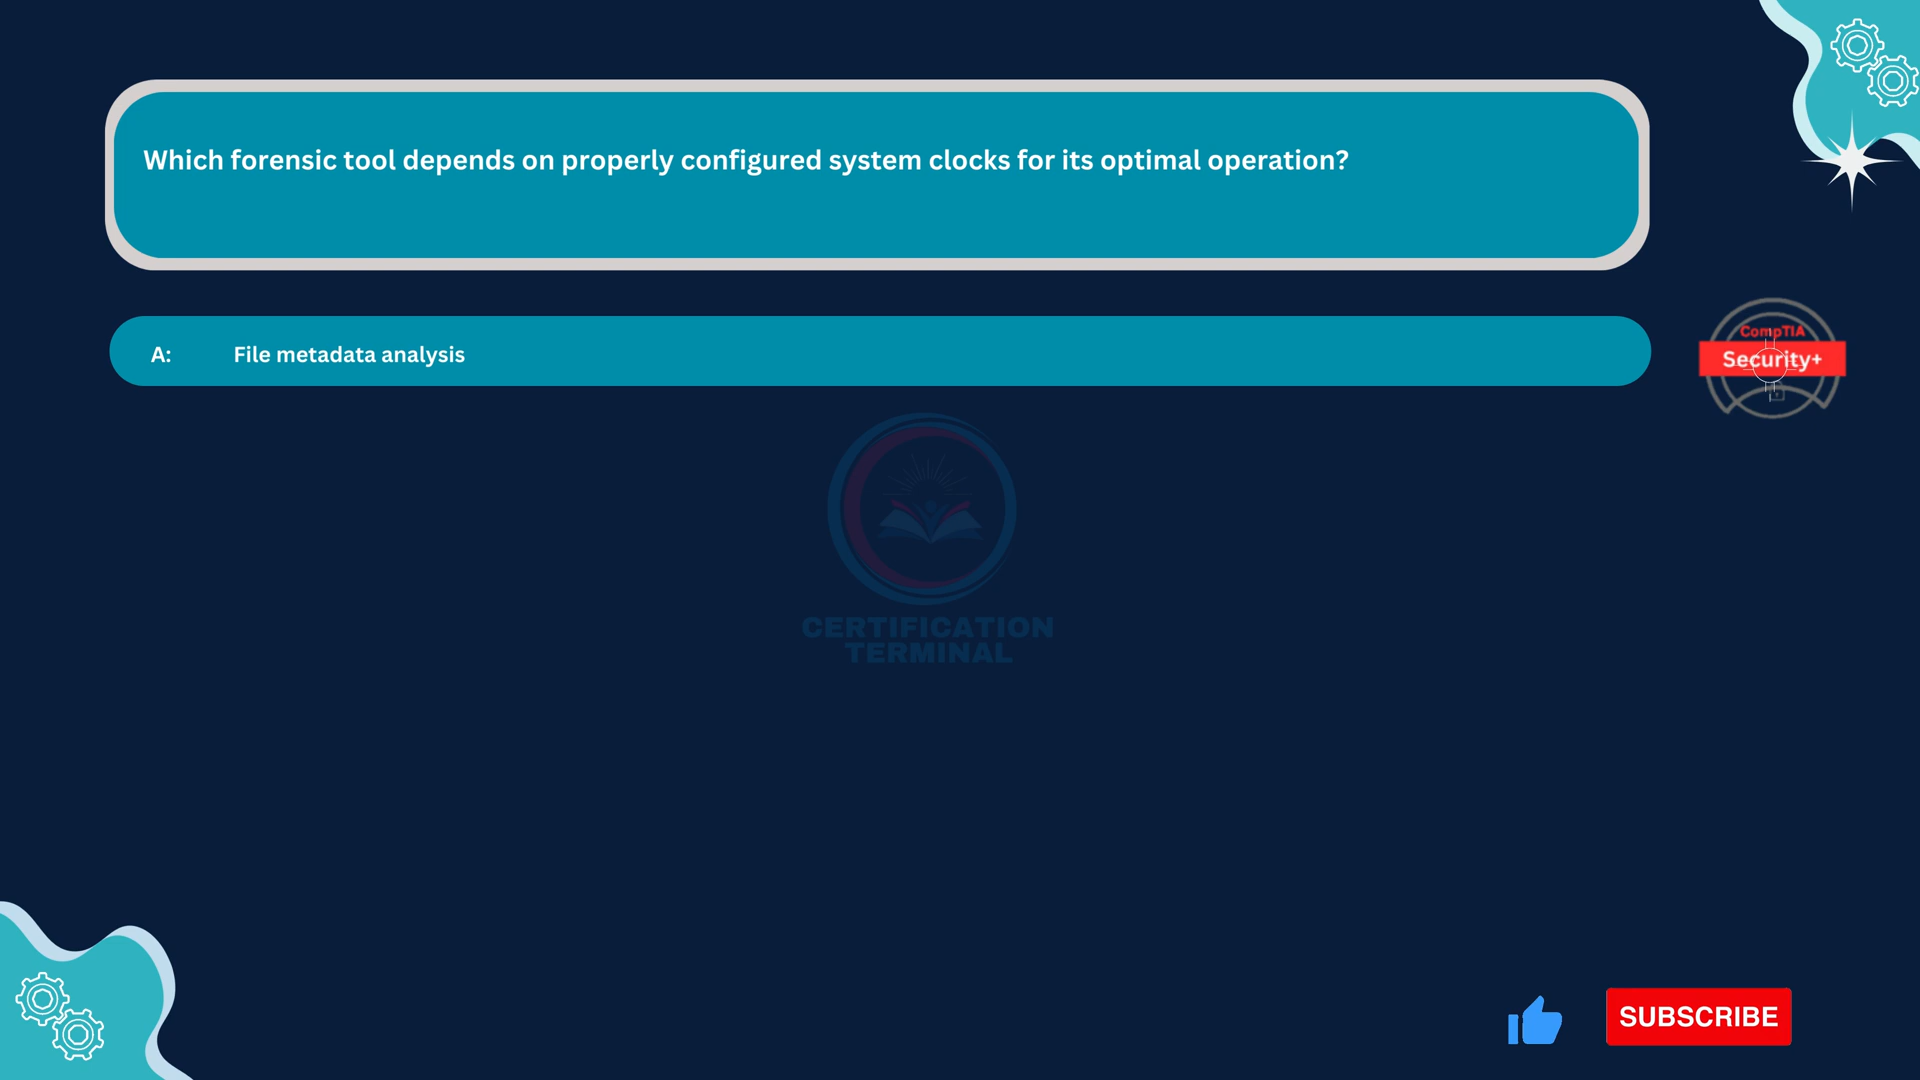 Which forensic tool depends on properly configured system clocks for its optimal operation?
A: File metadata analysis
CompTIA
Security+
CERTIFICATION
TERMINAL
SUBSCRIBE